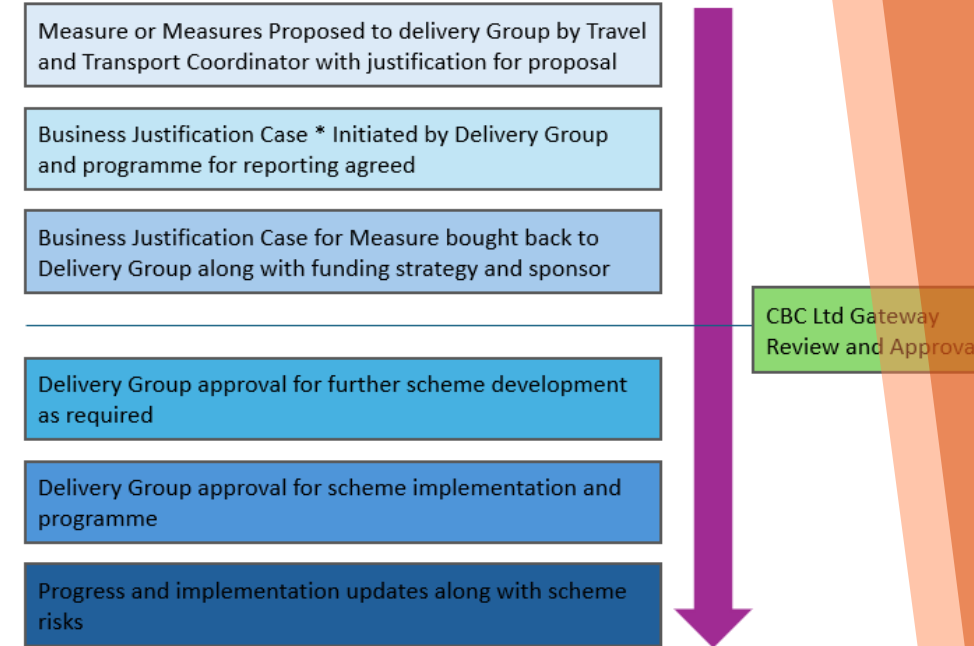 Measure or Measures Proposed to delivery Group by Travel
and Transport Coordinator with justification for proposal
Business Justification Case * Initiated by Delivery Group
and programme for reporting agreed
Business Justification Case for Measure bought back to
Delivery Group along with funding strategy and sponsor
CBC Ltd Gateway
Review and Approva
Delivery Group approval for further scheme development
as required
Delivery Group approval for scheme implementation and
programme
Progress and implementation updates along with scheme
risks